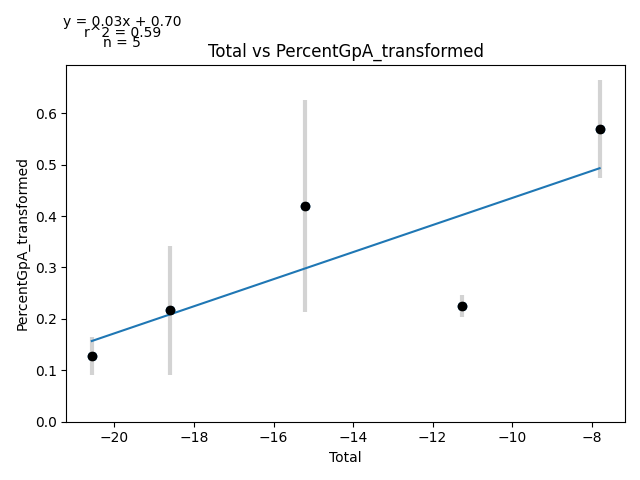 y = 0.03x + 0.70
r^2 = 0.59
n = 5
Total vs PercentGpA_transformed
PercentGpA_transformed
0.6
0.5
0.4
0.3
0.2
0.1
0.0
−20
−18
−16
−14
−12
−10
−8
Total